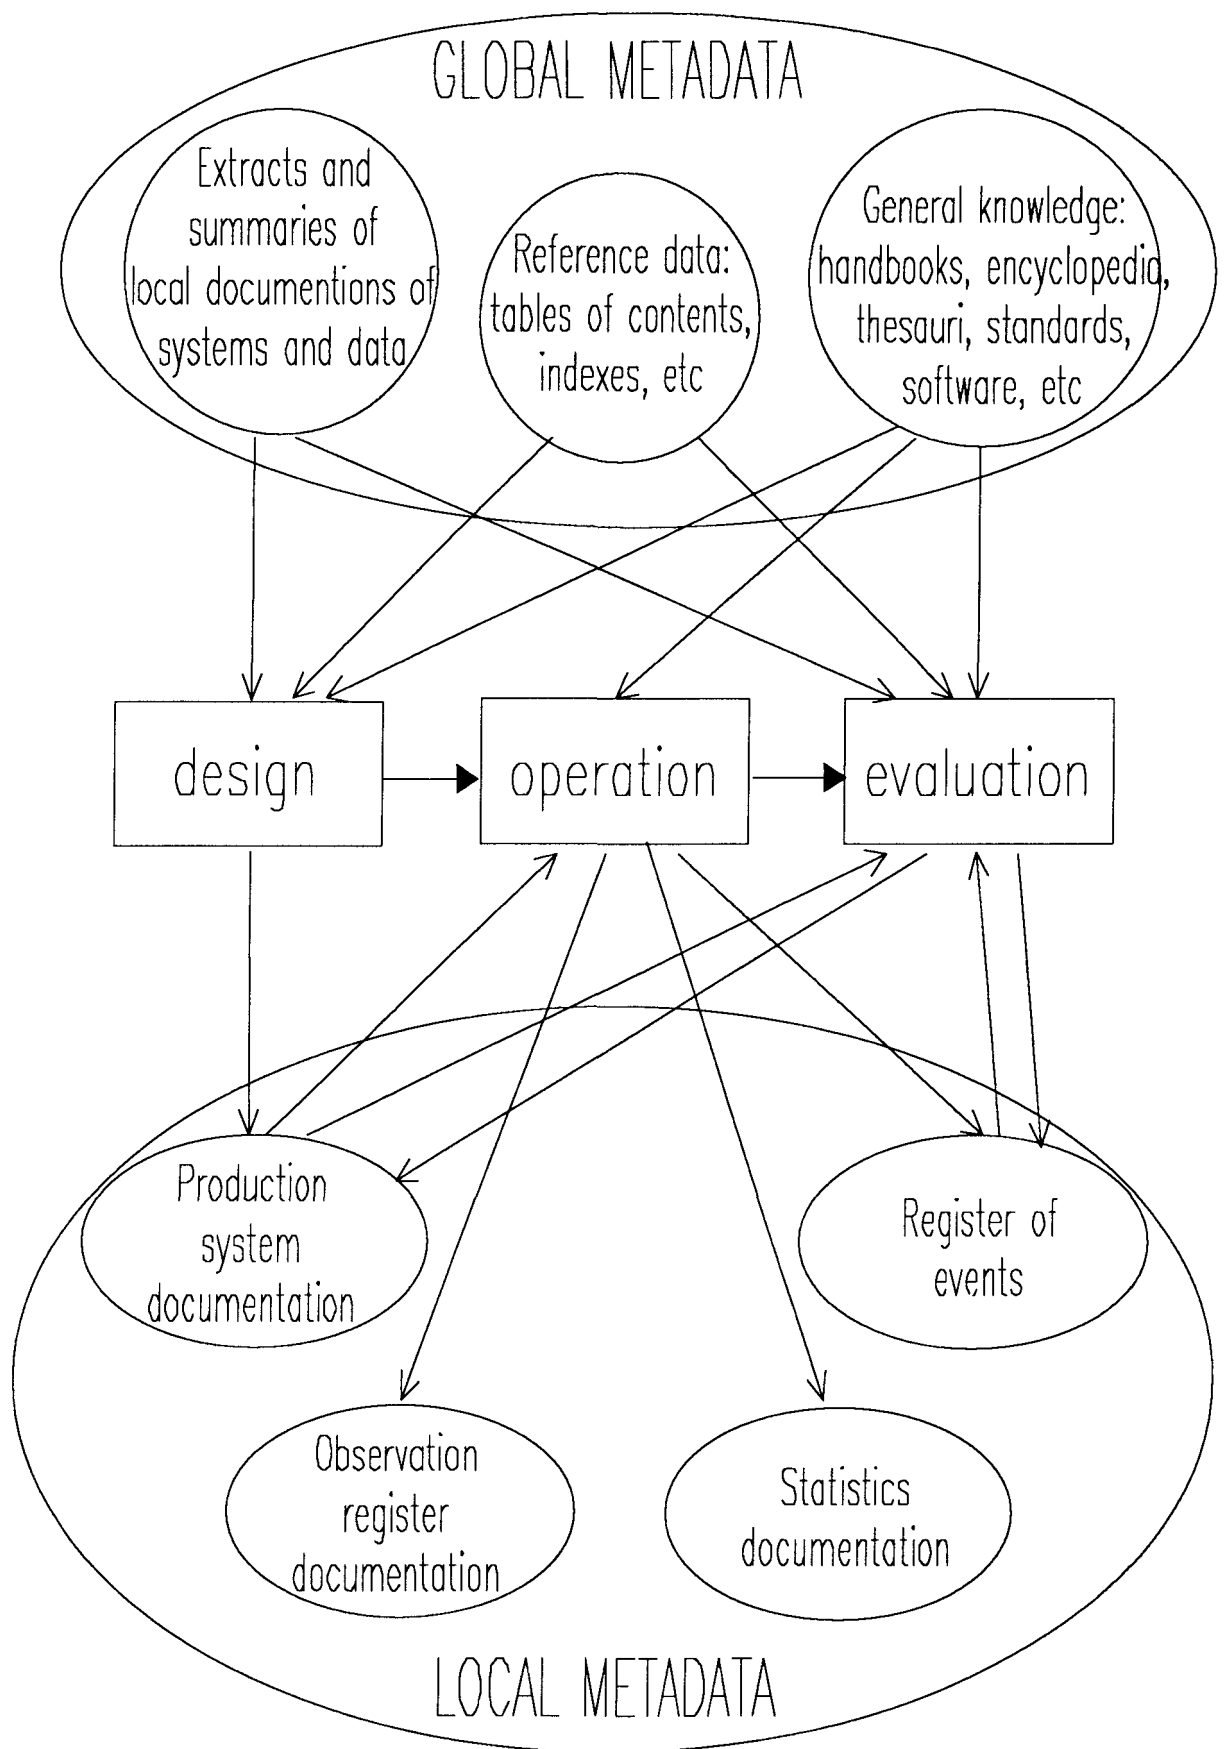 GLOBAL METADATA
Extracts and
summaries of
local documentions of
systems and data
Reference data:
tables of contents,
indexes, etc
General knowledge:
handbooks, encyclopedia,
thesauri, standards,
software, etc
design
operation
evaluation
Production
system
documentation
Register of
events
Observation
register
documentation
Statistics
documentation
LOCAL METADATA